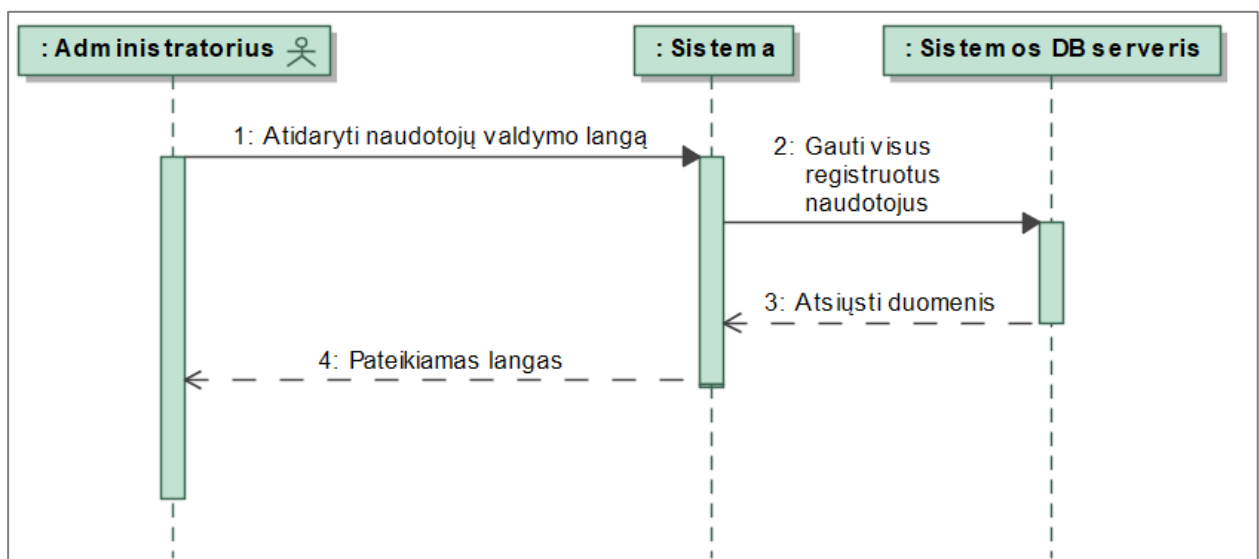 : Administratorius
: Sistema
: Sistemos DB serveris
1: Atidaryti naudotojų valdymo langą
2: Gauti visus
registruotus
naudotojus
3: Atsiųsti duomenis
4: Pateikiamas langas